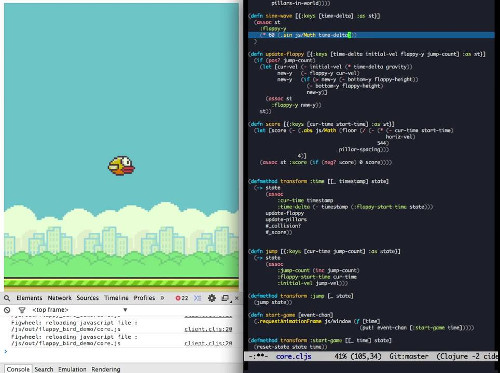 Elements Network Sources Timeline Profiles » 22
<top frame>
Figwheel: reloading javascript file : client.cljs:20
/js/out/flappy_bird_demo/core.js
Figwheel: reloading javascript file :
/js/out/flappy_bird_demo/core.js client.cljs:20
>
Console Search Emulation Rendering
pillars-in-world))))
(defn sine-wave [{:keys [time-delta] :as st}]
(assoc st
:flappy-y
(* 60 (.sin js/Math time-delta)))
(defn update-flappy [{:keys [time-delta initial-vel flappy-y jump-count] :as st}]
(if (pos? jump-count)
(let [cur-vel (- initial-vel (* time-delta gravity))
new-y (- flappy-y cur-vel)
new-y (if (> new-y (- bottom-y flappy-height))
(- bottom-y flappy-height)
new-y)]
(assoc st
:flappy-y new-y))
st))
(defn score [{:keys [cur-time start-time] :as st}]
(let [score (- (.abs js/Math (floor (/ (- (* (- cur-time start-time)
horiz-vel)
544)
pillar-spacing)))
4)]
(assoc st :score (if (neg? score) 0 score))))
(defmethod transform :time [[_ timestamp] state]
(-> state
(assoc
:cur-time timestamp
:time-delta (- timestamp (:flappy-start-time state)))
update-flappy
update-pillars
#_collision?
#_score))
(defn jump [{:keys [cur-time jump-count] :as state}]
(-> state
(assoc
:jump-count (inc jump-count)
:flappy-start-time cur-time
:initial-vel jump-vel)))
(defmethod transform :jump [_ state]
(jump state))
(defn start-game [event-chan]
(.requestAnimationFrame js/window (f [time]
(put! event-chan [:start-game time]))))
(defmethod transform :start-game [[_ time] state]
(reset-state state time))
-:**- core.cljs 41% (105,34) Git:master (Clojure -2 cide